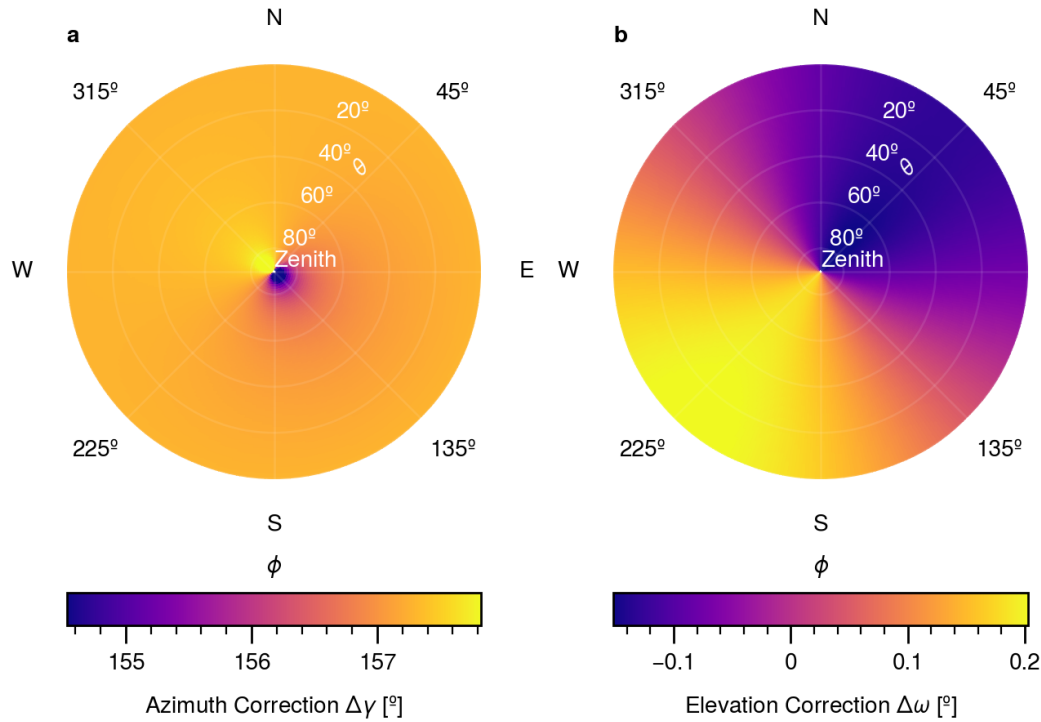 a
N
315º
45º
20º
40º
θ
60º
80º
Zenith
W
E
225º
135º
S
ϕ
155
156
157
Azimuth Correction Δγ [º]
b
N
315º
45º
20º
40º
θ
60º
80º
Zenith
W
225º
135º
S
ϕ
−0.1
0
0.1
0.2
Elevation Correction Δω [º]